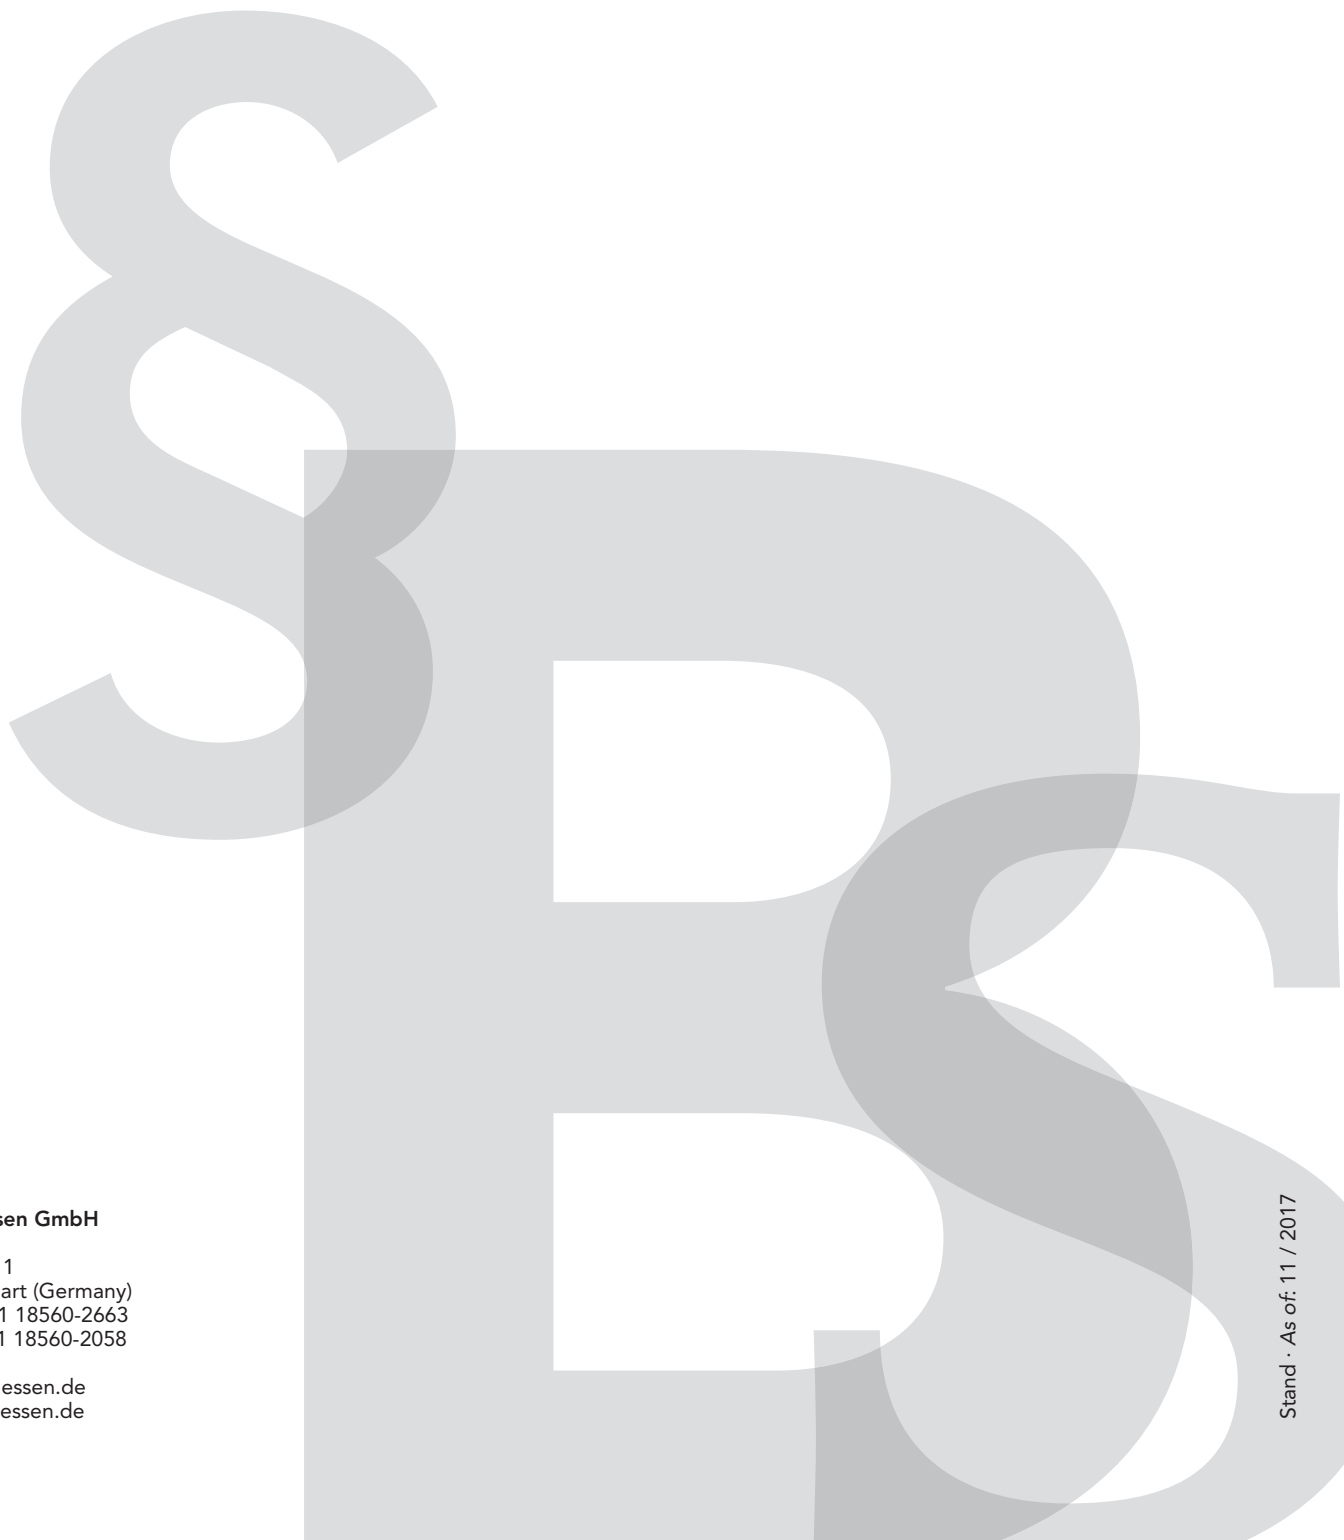 §
B
S
sen GmbH
1
art (Germany)
1 18560-2663
1 18560-2058
essen.de
essen.de
Stand · As of: 11 / 2017